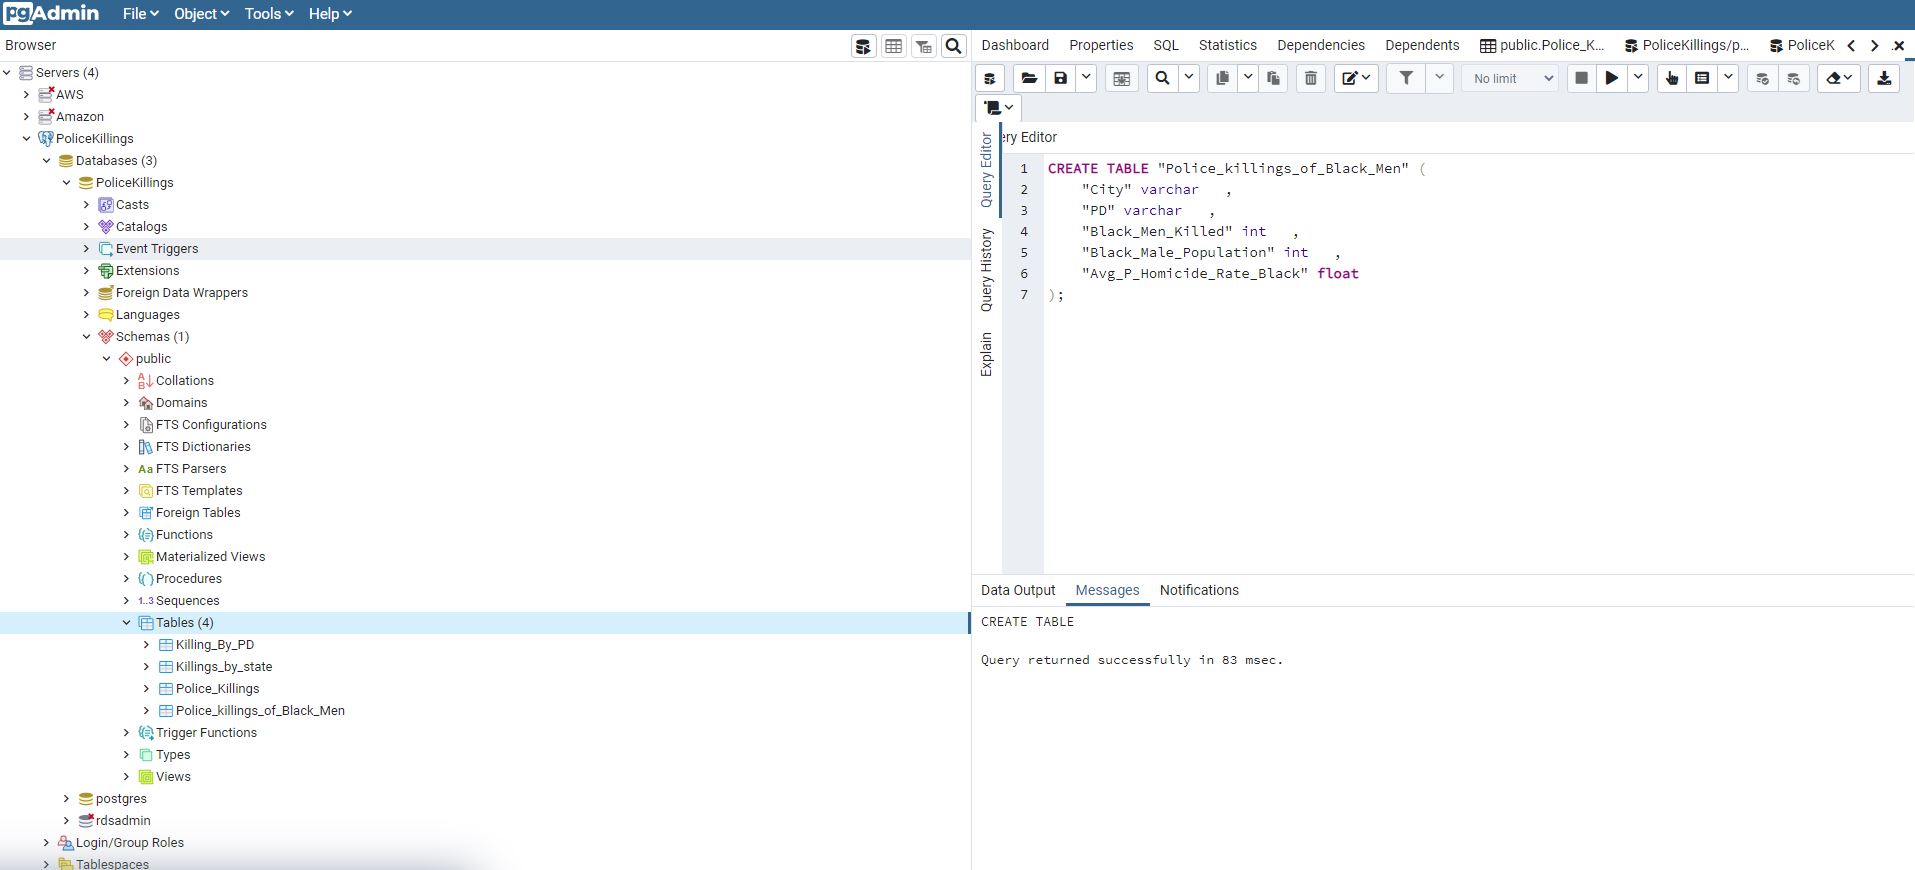 pgAdmin File Object Tools Help
Browser
Servers (4)
AWS
Amazon
PoliceKillings
Databases (3)
PoliceKillings
Casts
Catalogs
Event Triggers
Extensions
Foreign Data Wrappers
Languages
Schemas (1)
public
Collations
Domains
FTS Configurations
FTS Dictionaries
Aa FTS Parsers
FTS Templates
Foreign Tables
Functions
Materialized Views
Procedures
1..3 Sequences
Tables (4)
Killing_By_PD
Killings_by_state
Police_Killings
Police_killings_of_Black_Men
Trigger Functions
Types
Views
postgres
rdsadmin
Login/Group Roles
Tablespaces
Dashboard Properties SQL Statistics Dependencies Dependents public.Police_K... PoliceKillings/p... PoliceK
No limit
Query Editor
Query History
Explain
ery Editor
1 CREATE TABLE "Police_killings_of_Black_Men" (
2 "City" varchar ,
3 "PD" varchar ,
4 "Black_Men_Killed" int ,
5 "Black_Male_Population" int ,
6 "Avg_P_Homicide_Rate_Black" float
7 );
Data Output Messages Notifications
CREATE TABLE
Query returned successfully in 83 msec.